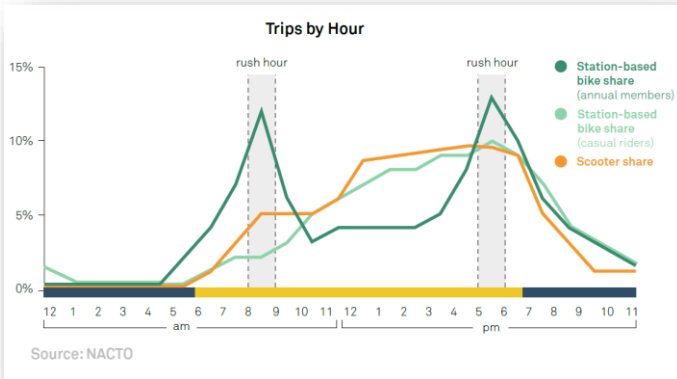 Trips by Hour
rush hour
rush hour
15%
10%
5%
0%
Station-based
bike share
(annual members)
Station-based
bike share
(casual riders)
Scooter share
12 1 2 3 4 5 6 7 8 9 10 11 12 1 2 3 4 5 6 7 8 9 10 11
am pm
Source: NACTO